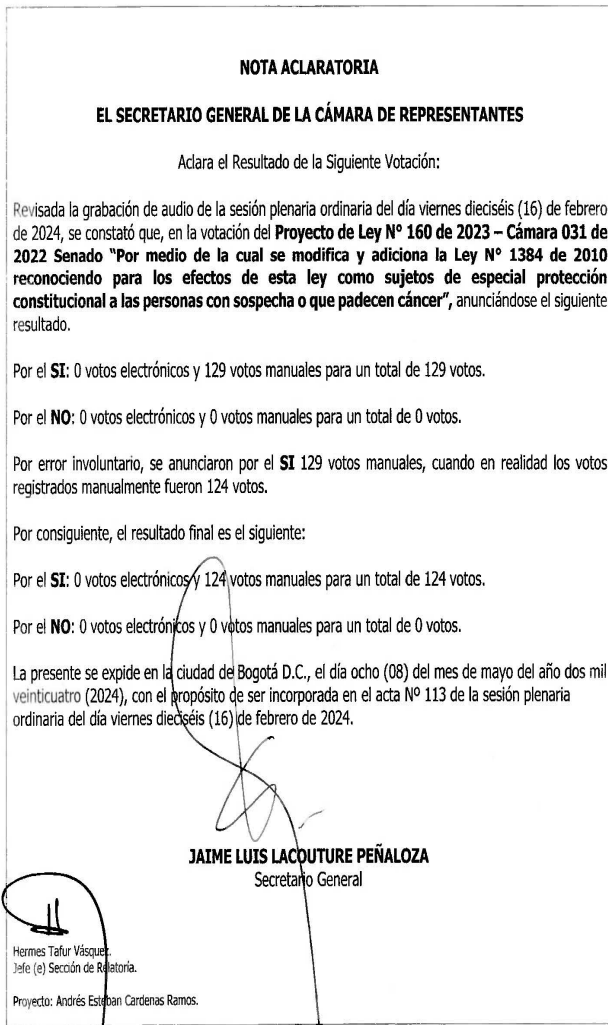 NOTA ACLARATORIA
EL SECRETARIO GENERAL DE LA CÁMARA DE REPRESENTANTES
Aclara el Resultado de la Siguiente Votación:
Revisada la grabación de audio de la sesión plenaria ordinaria del día viernes dieciséis (16) de febrero
de 2024, se constató que, en la votación del Proyecto de Ley Nº 160 de 2023 – Cámara 031 de
2022 Senado “Por medio de la cual se modifica y adiciona la Ley Nº 1384 de 2010
reconociendo para los efectos de esta ley como sujetos de especial protección
constitucional a las personas con sospecha o que padecen cáncer”, anunciándose el siguiente
resultado.
Por el SI: 0 votos electrónicos y 129 votos manuales para un total de 129 votos.
Por el NO: 0 votos electrónicos y 0 votos manuales para un total de 0 votos.
Por error involuntario, se anunciaron por el SI 129 votos manuales, cuando en realidad los votos
registrados manualmente fueron 124 votos.
Por consiguiente, el resultado final es el siguiente:
Por el SI: 0 votos electrónicos y 124 votos manuales para un total de 124 votos.
Por el NO: 0 votos electrónicos y 0 votos manuales para un total de 0 votos.
La presente se expide en la ciudad de Bogotá D.C., el día ocho (08) del mes de mayo del año dos mil
veinticuatro (2024), con el propósito de ser incorporada en el acta Nº 113 de la sesión plenaria
ordinaria del día viernes dieciséis (16) de febrero de 2024.
JAIME LUIS LACOUTURE PEÑALOZA
Secretario General
Hermes Tafur Vásquez.
Jefe (e) Sección de Relatoría.
Proyecto: Andrés Esteban Cardenas Ramos.